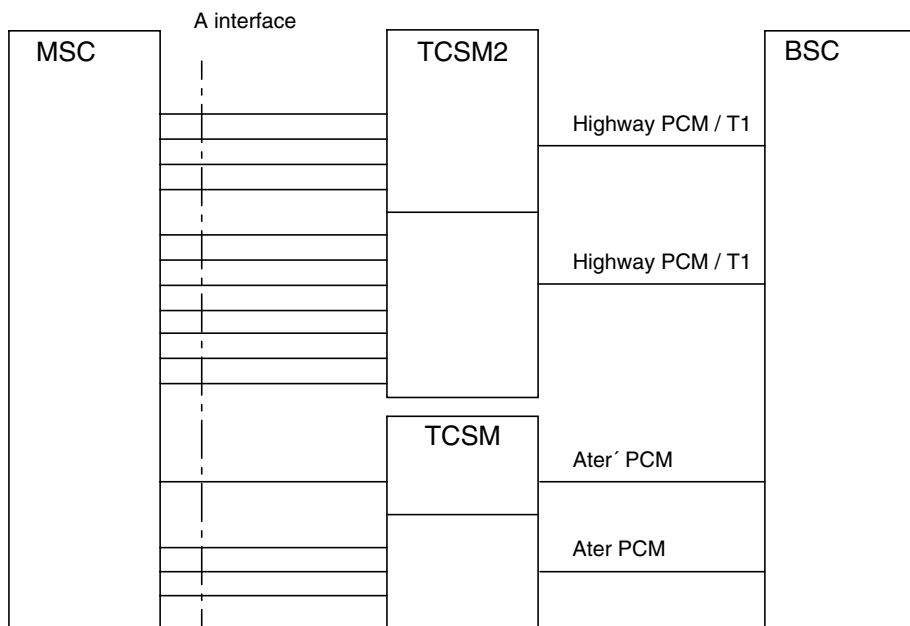 A interface
MSC
TCSM2
BSC
Highway PCM / T1
Highway PCM / T1
TCSM
Ater´ PCM
Ater PCM